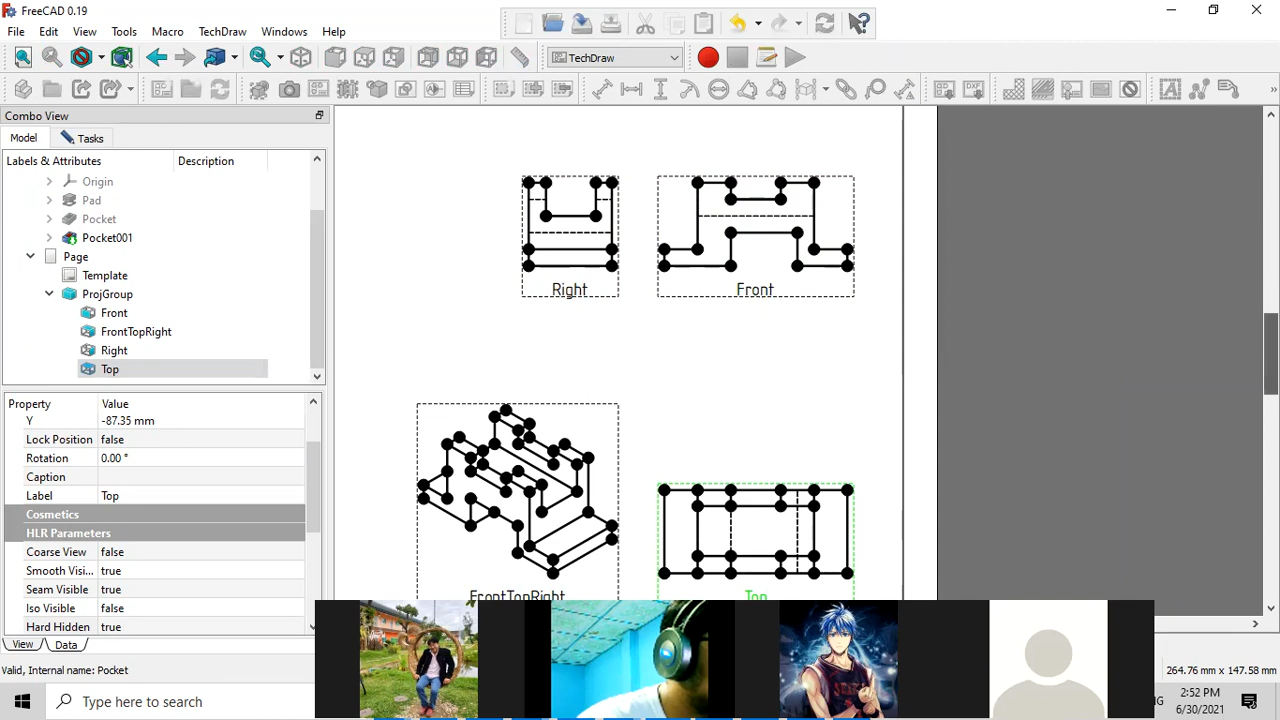 FreeCAD 0.19
File Edit View Tools Macro TechDraw Windows Help
TechDraw
Combo View
Model Tasks
Labels & Attributes Description
Origin
Pad
Pocket
Pocket001
Page
Template
ProjGroup
Front
FrontTopRight
Right
Top
Property Value
Y -87.35 mm
Lock Position false
Rotation 0.00 °
Caption
Label Top
Cosmetics
HLR Parameters
Coarse View false
Smooth Visi... false
Seam Visible true
Iso Visible false
Hard Hidden true
View Data
Right Front
FrontTopRight Top
Valid, Internal name: Pocket
264.76 mm x 147.58 mm
Type here to search
2:52 PM
6/30/2021